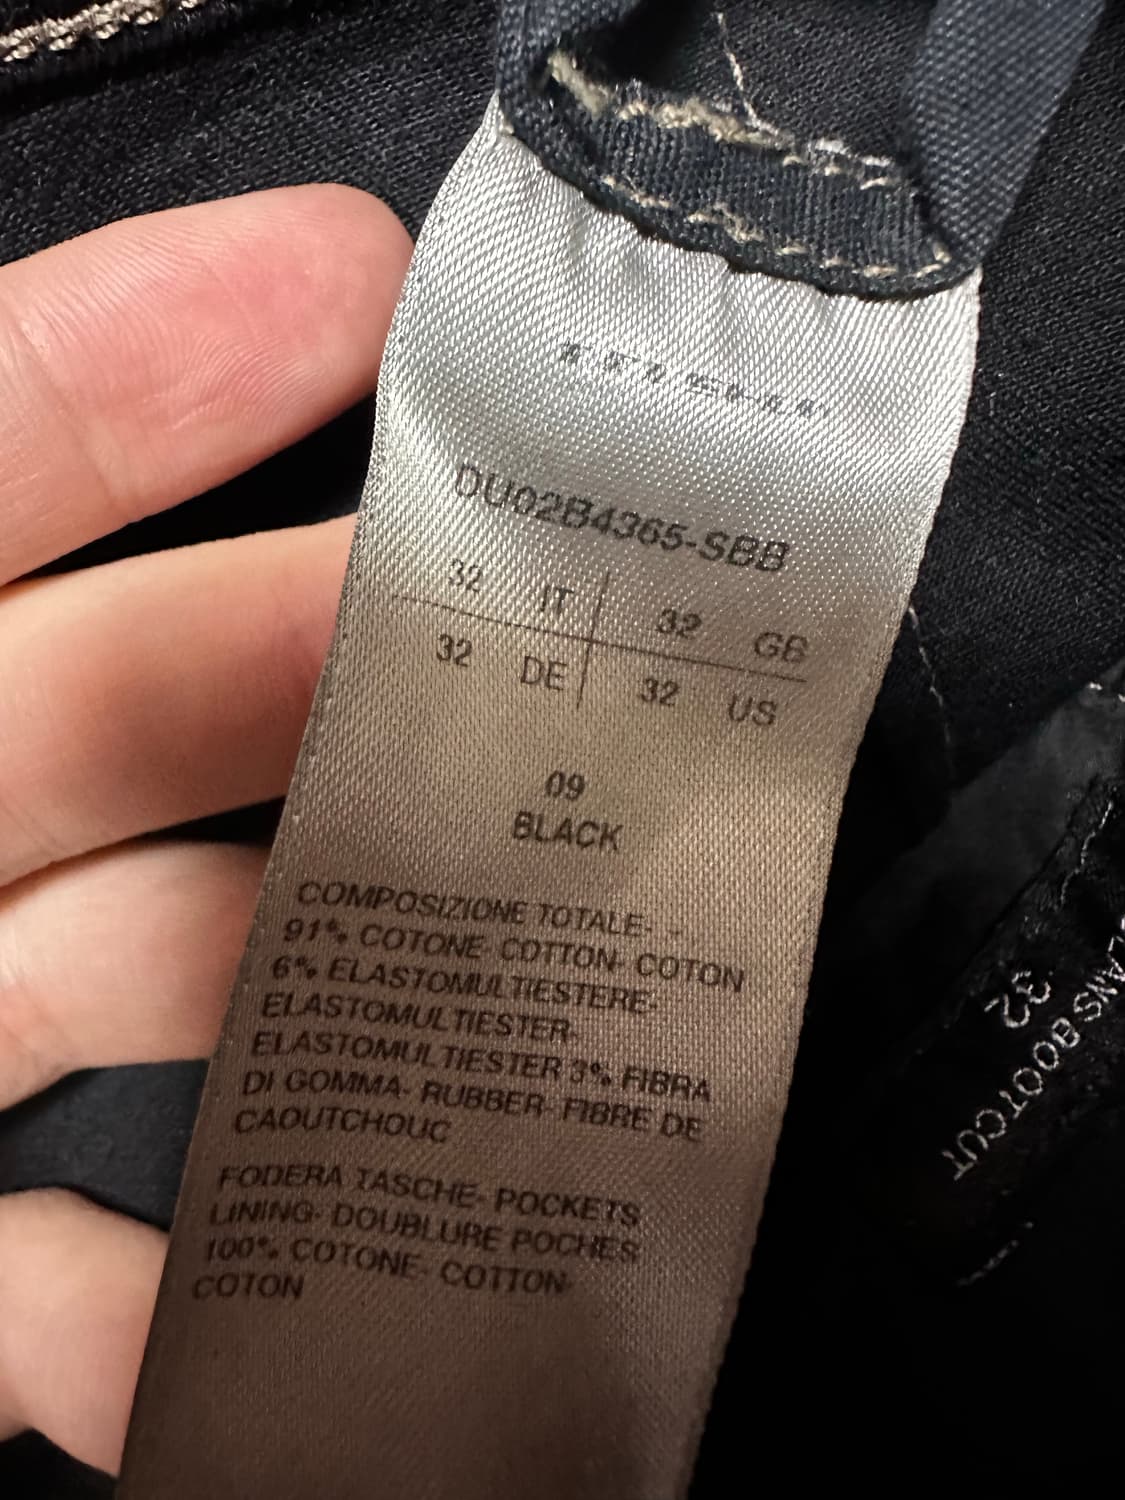 DU02B4365-SBB
32 IT 32 GB
32 DE 32 US
09
BLACK
COMPOSIZIONE TOTALE- -
91% COTONE- COTTON- COTON
6% ELASTOMULTIESTERE-
ELASTOMULTIESTER-
ELASTOMULTIESTER 3% FIBRA
DI GOMMA- RUBBER- FIBRE DE
CAOUTCHOUC
FODERA TASCHE- POCKETS
LINING- DOUBLURE POCHES
100% COTONE- COTTON-
COTON
BOOTCUT
32